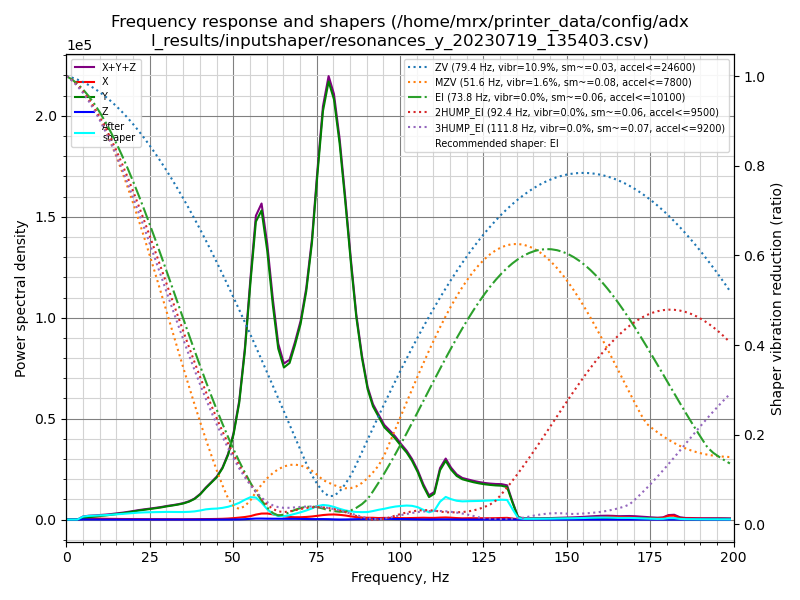 Frequency response and shapers (/home/mrx/printer_data/config/adx
l_results/inputshaper/resonances_y_20230719_135403.csv)
1e5
X+Y+Z
X
Y
Z
After
shaper
ZV (79.4 Hz, vibr=10.9%, sm~=0.03, accel<=24600)
MZV (51.6 Hz, vibr=1.6%, sm~=0.08, accel<=7800)
EI (73.8 Hz, vibr=0.0%, sm~=0.06, accel<=10100)
2HUMP_EI (92.4 Hz, vibr=0.0%, sm~=0.06, accel<=9500)
3HUMP_EI (111.8 Hz, vibr=0.0%, sm~=0.07, accel<=9200)
Recommended shaper: EI
Power spectral density
2.0
1.5
1.0
0.5
0.0
1.0
0.8
0.6
0.4
0.2
0.0
Shaper vibration reduction (ratio)
0 25 50 75 100 125 150 175 200
Frequency, Hz